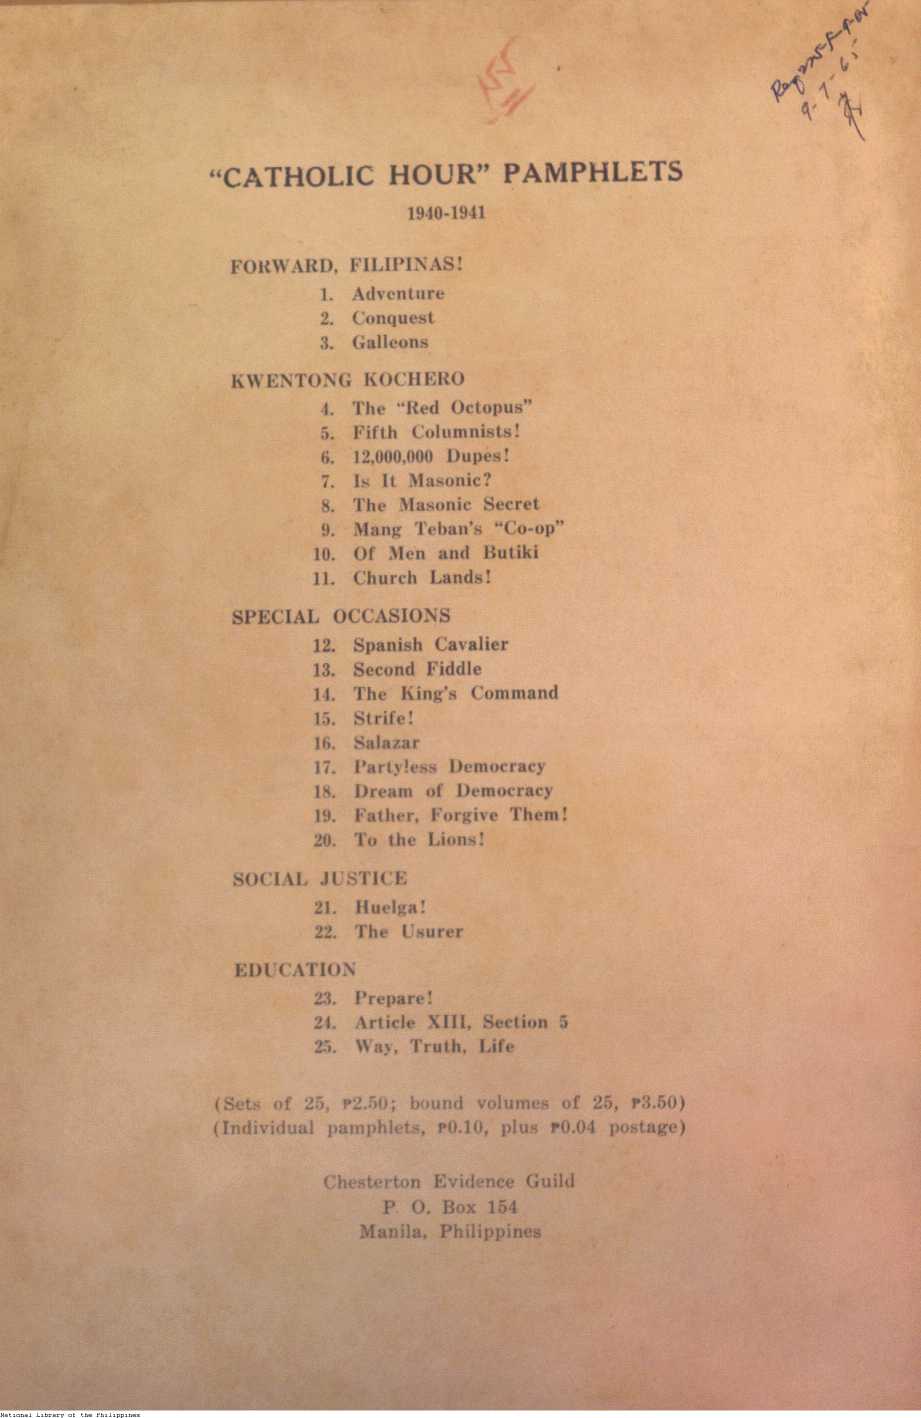 9-7-65
"CATHOLIC HOUR" PAMPHLETS
1940-1941
FORWARD, FILIPINAS!
1. Adventure
2. Conquest
3. Galleons
KWENTONG KOCHERO
4. The "Red Octopus"
5. Fifth Columnists!
6. 12,000,000 Dupes!
7. Is It Masonic?
8. The Masonic Secret
9. Mang Teban's "Co-op"
10. Of Men and Butiki
11. Church Lands!
SPECIAL OCCASIONS
12. Spanish Cavalier
13. Second Fiddle
14. The King's Command
15. Strife!
16. Salazar
17. Partyless Democracy
18. Dream of Democracy
19. Father, Forgive Them!
20. To the Lions!
SOCIAL JUSTICE
21. Huelga!
22. The Usurer
EDUCATION
23. Prepare!
24. Article XIII, Section 5
25. Way, Truth, Life
(Sets of 25, ₱2.50; bound volumes of 25, ₱3.50)
(Individual pamphlets, ₱0.10, plus ₱0.04 postage)
Chesterton Evidence Guild
P. O. Box 154
Manila, Philippines
National Library of the Philippines